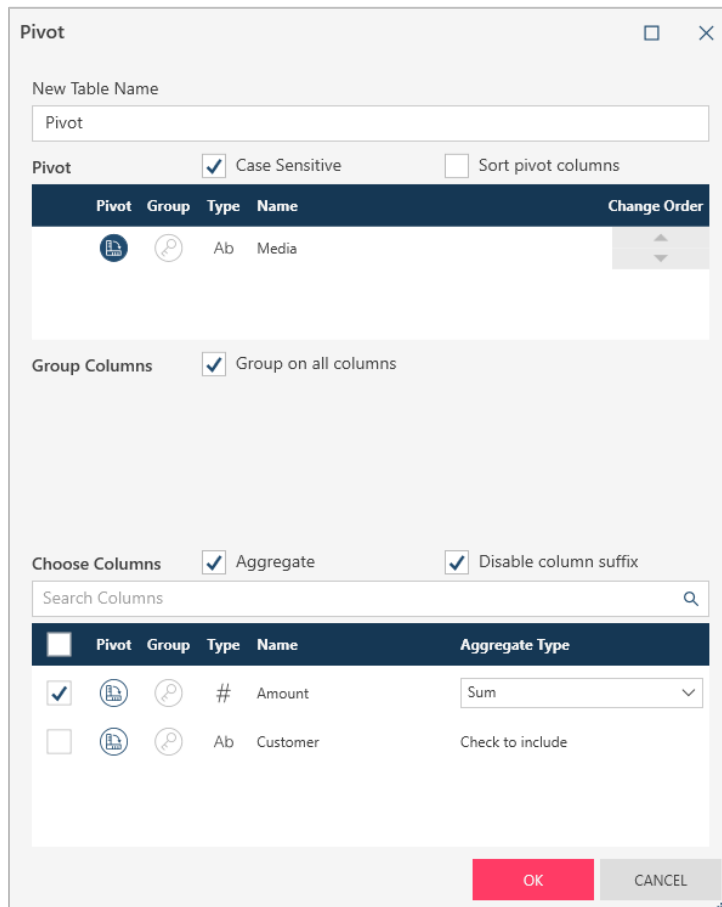 Pivot
New Table Name
Pivot
Pivot Case Sensitive Sort pivot columns
Pivot Group Type Name Change Order
Ab Media
Group Columns Group on all columns
Choose Columns Aggregate Disable column suffix
Search Columns
Pivot Group Type Name Aggregate Type
# Amount Sum
Ab Customer Check to include
OK CANCEL